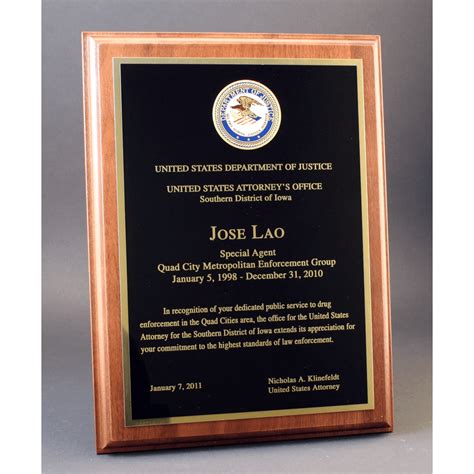 DEPARTMENT OF JUSTICE
UNITED STATES DEPARTMENT OF JUSTICE
UNITED STATES ATTORNEY'S OFFICE
Southern District of Iowa
JOSE LAO
Special Agent
Quad City Metropolitan Enforcement Group
January 5, 1998 - December 31, 2010
In recognition of your dedicated public service to drug
enforcement in the Quad Cities area, the office for the United States
Attorney for the Southern District of Iowa extends its appreciation for
your commitment to the highest standards of law enforcement.
January 7, 2011
Nicholas A. Klinefeldt
United States Attorney